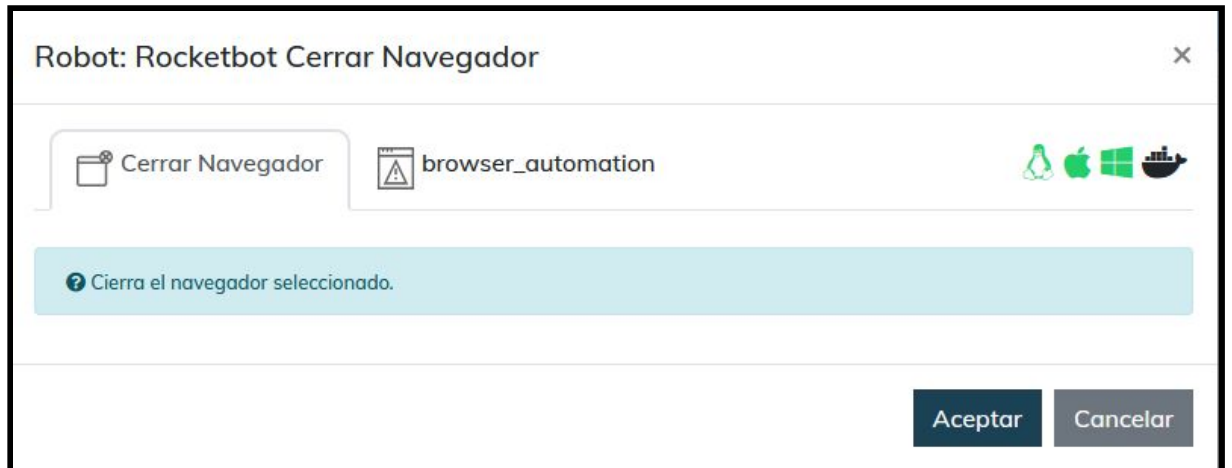 Robot: Rocketbot Cerrar Navegador ×
Cerrar Navegador browser_automation
Cierra el navegador seleccionado.
Aceptar Cancelar